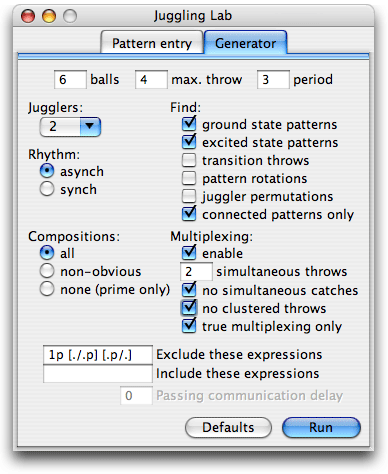 Juggling Lab
Pattern entry Generator
6 balls 4 max. throw 3 period
Jugglers:
2
Rhythm:
asynch
synch
Compositions:
all
non-obvious
none (prime only)
Find:
ground state patterns
excited state patterns
transition throws
pattern rotations
juggler permutations
connected patterns only
Multiplexing:
enable
2 simultaneous throws
no simultaneous catches
no clustered throws
true multiplexing only
1p [./.p] [.p/.] Exclude these expressions
Include these expressions
0 Passing communication delay
Defaults Run